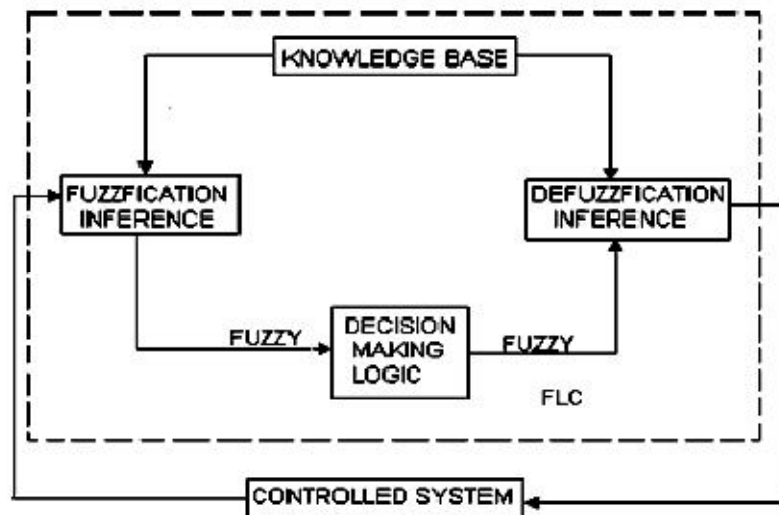 KNOWLEDGE BASE
FUZZFICATION
INFERENCE
DEFUZZFICATION
INFERENCE
FUZZY
DECISION
MAKING
LOGIC
FUZZY
FLC
CONTROLLED SYSTEM